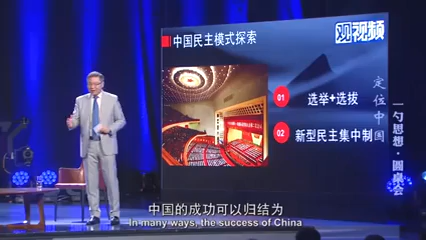 中国民主模式探索
观视频
01 选举+选拔
02 新型民主集中制
定位中国
一勺思想·圆桌会
中国的成功可以归结为
In many ways, the success of China